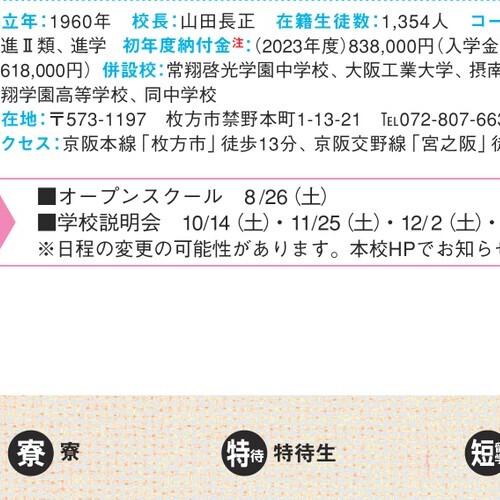 立年：1960年　校長：山田長正　在籍生徒数：1,354人　コー
進Ⅱ類、進学　初年度納付金注：(2023年度)838,000円(入学金
618,000円)　併設校：常翔啓光学園中学校、大阪工業大学、摂南
翔学園高等学校、同中学校
在地：〒573-1197　枚方市禁野本町1-13-21　℡072-807-663
クセス：京阪本線「枚方市」徒歩13分、京阪交野線「宮之阪」徒
■オープンスクール　8/26（土）
■学校説明会　10/14（土）・11/25（土）・12/2（土）・
※日程の変更の可能性があります。本校HPでお知らせ
寮 寮　特待 特待生　短